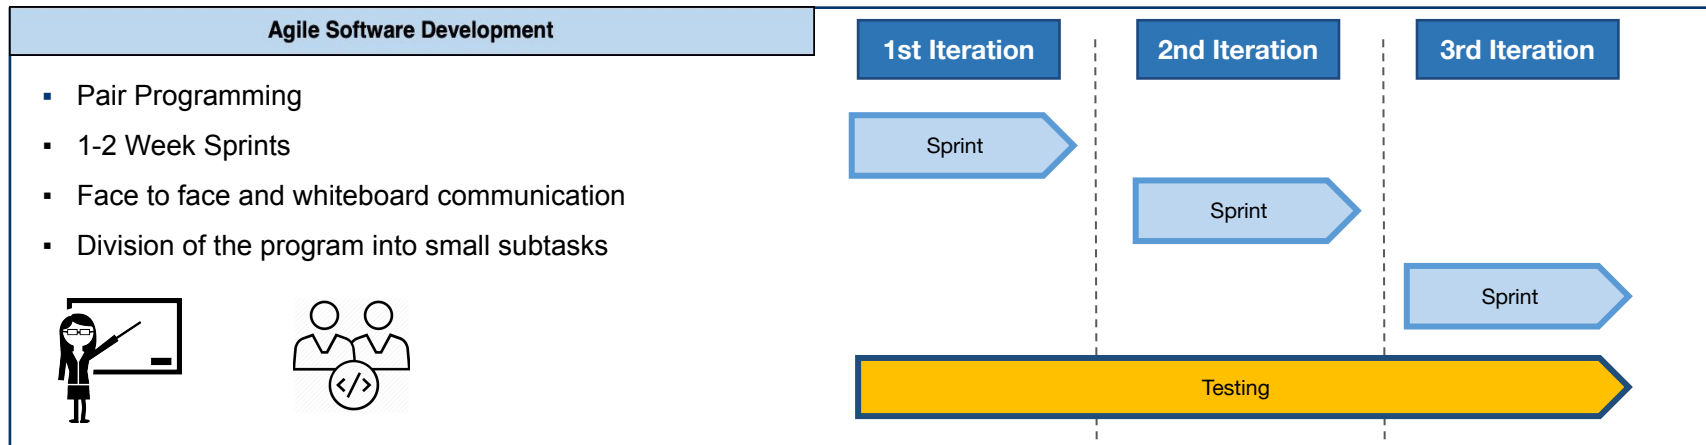 Agile Software Development
▪ Pair Programming
▪ 1-2 Week Sprints
▪ Face to face and whiteboard communication
▪ Division of the program into small subtasks
</>
1st Iteration
2nd Iteration
3rd Iteration
Sprint
Sprint
Sprint
Testing